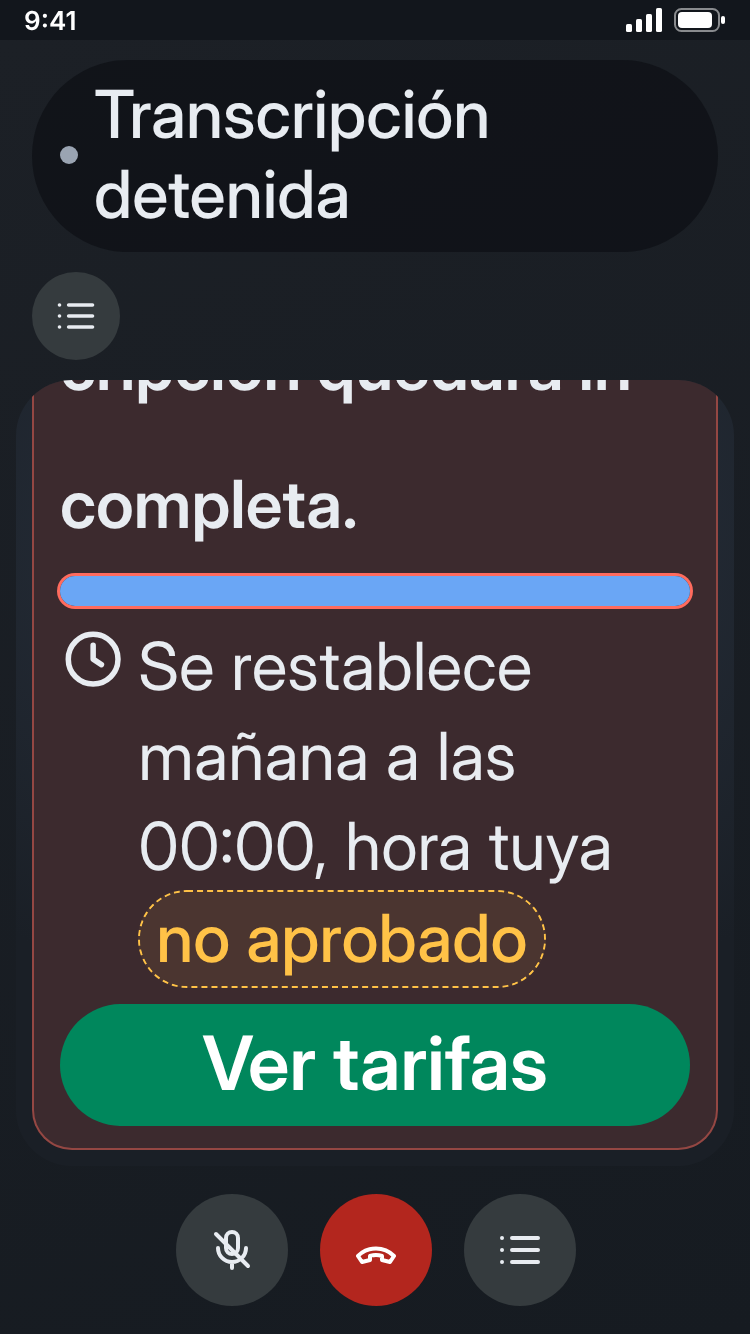 9:41
Transcripción
detenida
completa.
Se restablece
mañana a las
00:00, hora tuya
no aprobado
Ver tarifas